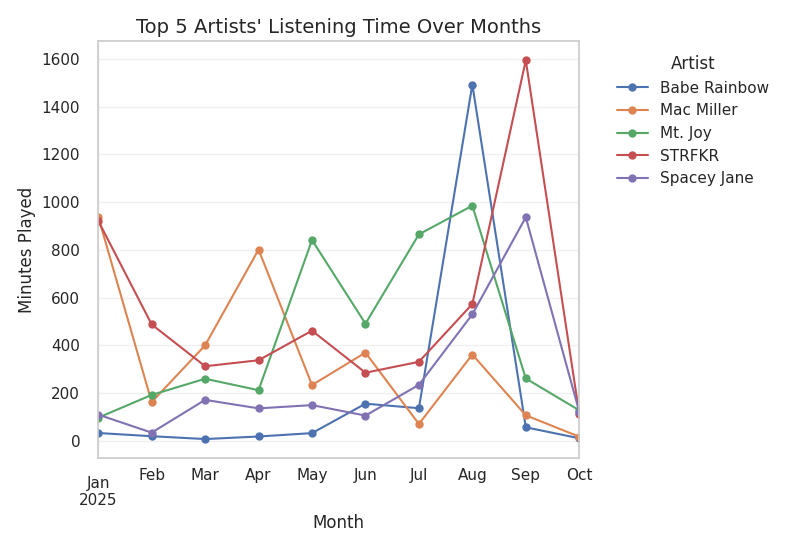 Top 5 Artists' Listening Time Over Months
Minutes Played
1600
1400
1200
1000
800
600
400
200
0
Jan
2025
Feb
Mar
Apr
May
Jun
Jul
Aug
Sep
Oct
Month
Artist
Babe Rainbow
Mac Miller
Mt. Joy
STRFKR
Spacey Jane